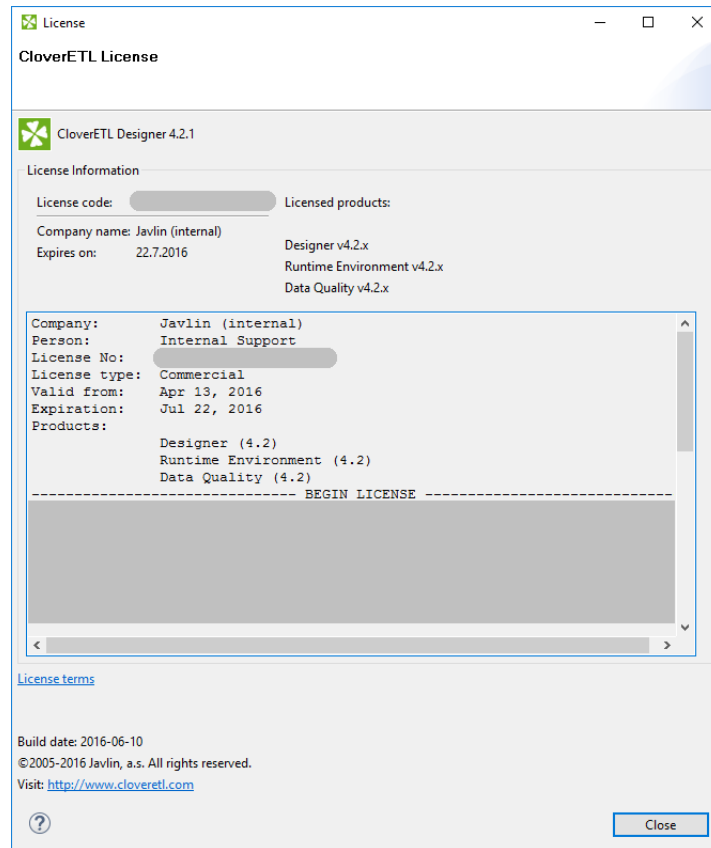 License
CloverETL License
CloverETL Designer 4.2.1
License Information
License code:
Licensed products:
Company name: Javlin (internal)
Expires on: 22.7.2016
Designer v4.2.x
Runtime Environment v4.2.x
Data Quality v4.2.x
Company: Javlin (internal)
Person: Internal Support
License No:
License type: Commercial
Valid from: Apr 13, 2016
Expiration: Jul 22, 2016
Products:
Designer (4.2)
Runtime Environment (4.2)
Data Quality (4.2)
------------------------------- BEGIN LICENSE -----------------------------
License terms
Build date: 2016-06-10
©2005-2016 Javlin, a.s. All rights reserved.
Visit: http://www.cloveretl.com
?
Close